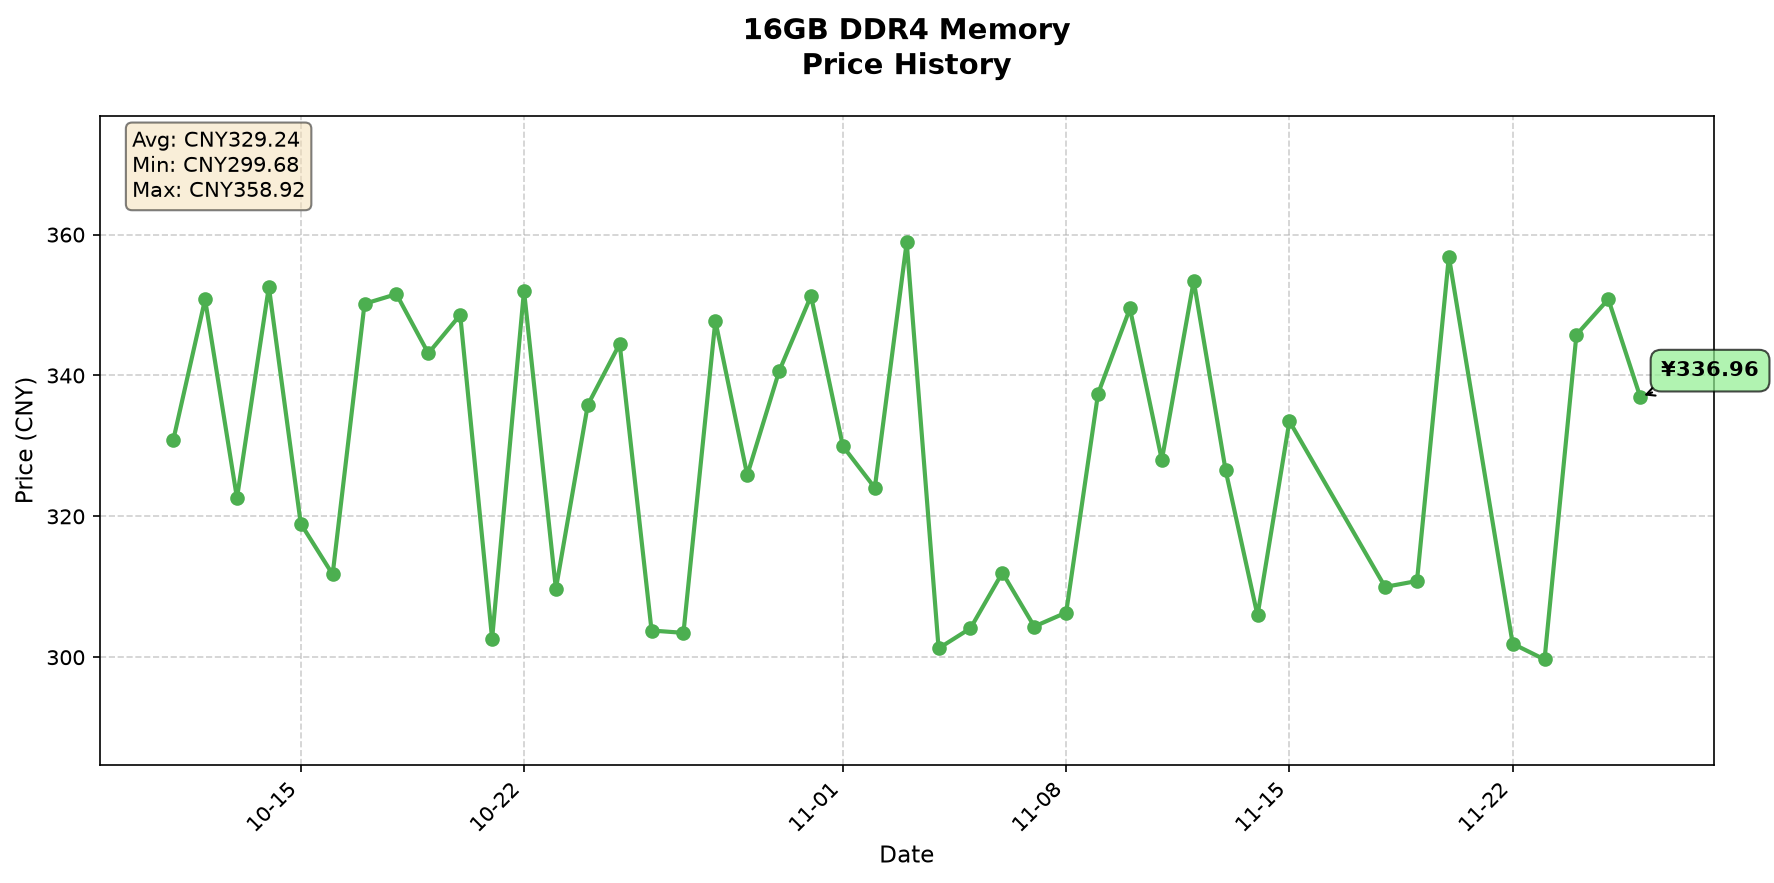 16GB DDR4 Memory
Price History
Avg: CNY329.24
Min: CNY299.68
Max: CNY358.92
360
340
320
300
Price (CNY)
¥336.96
10-15
10-22
11-01
11-08
11-15
11-22
Date